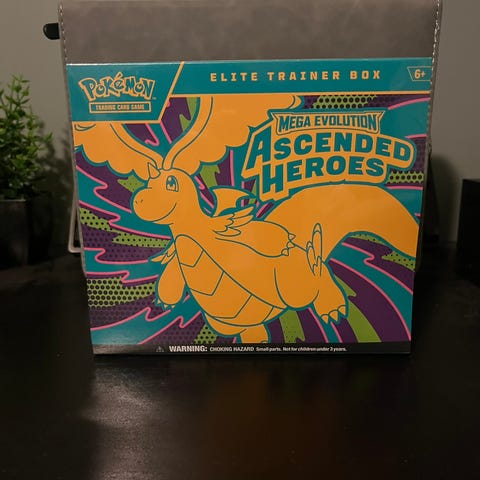 POKéMON
TRADING CARD GAME
ELITE TRAINER BOX
6+
MEGA EVOLUTION
ASCENDED
HEROES
WARNING: CHOKING HAZARD Small parts. Not for children under 3 years.